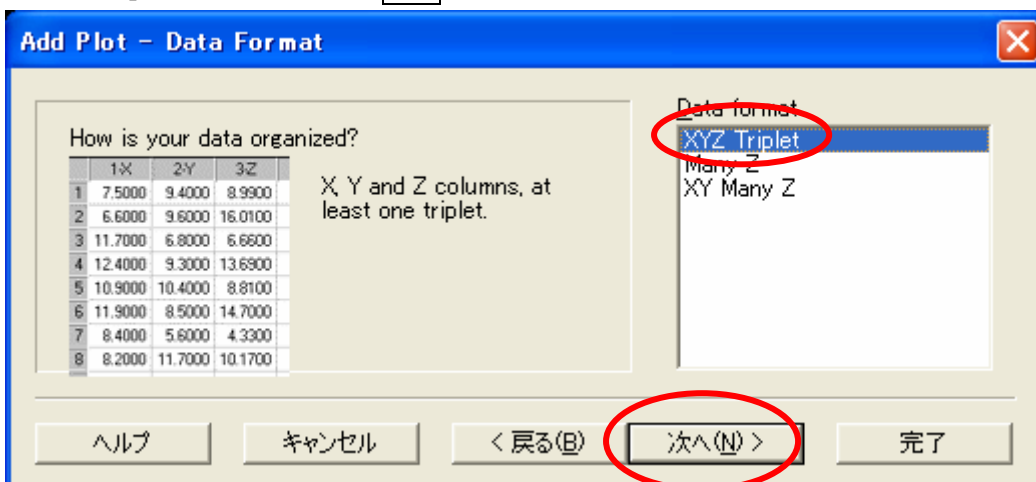 Add Plot - Data Format
How is your data organized?
1-X 2-Y 3-Z
1 7.5000 9.4000 8.9900
2 6.6000 9.6000 16.0100
3 11.7000 6.8000 6.6600
4 12.4000 9.3000 13.6900
5 10.9000 10.4000 8.8100
6 11.9000 8.5000 14.7000
7 8.4000 5.6000 4.3300
8 8.2000 11.7000 10.1700
X, Y and Z columns, at
least one triplet.
Data format
XYZ Triplet
Many Z
XY Many Z
ヘルプ
キャンセル
< 戻る(B)
次へ(N) >
完了